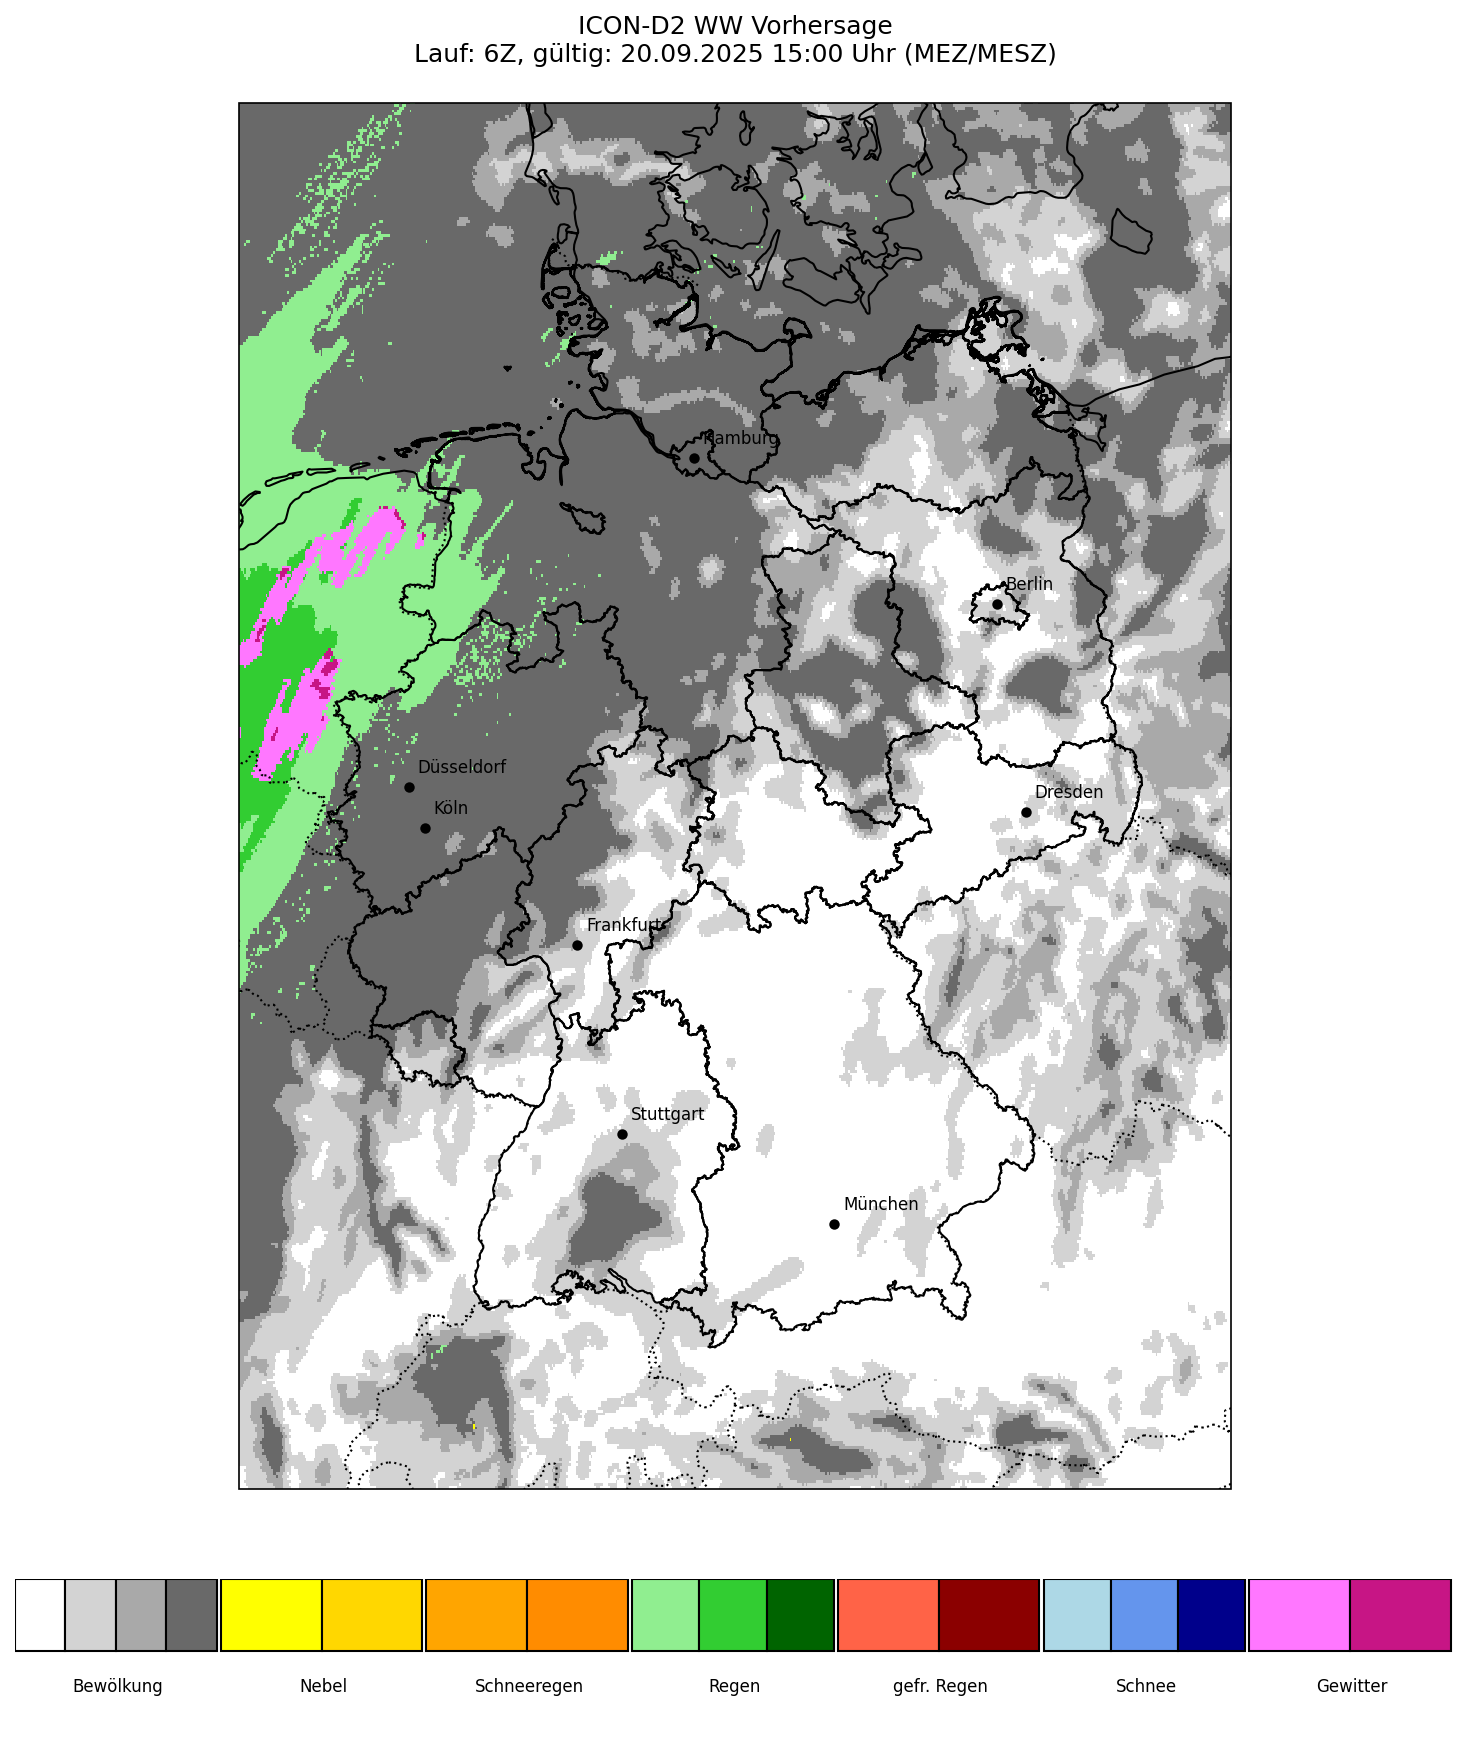 ICON-D2 WW Vorhersage
Lauf: 6Z, gültig: 20.09.2025 15:00 Uhr (MEZ/MESZ)
Hamburg
Berlin
Düsseldorf
Dresden
Köln
Frankfurt
Stuttgart
München
Bewölkung
Nebel
Schneeregen
Regen
gefr. Regen
Schnee
Gewitter